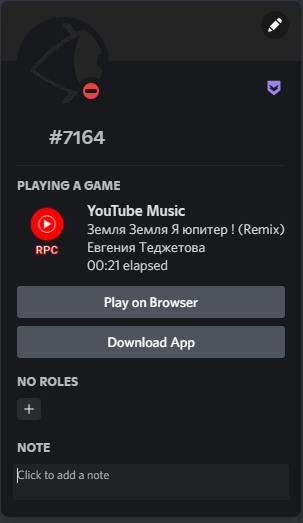 #7164
PLAYING A GAME
YouTube Music
Земля Земля Я юпитер ! (Remix)
Евгения Теджетова
00:21 elapsed
RPC
Play on Browser
Download App
NO ROLES
+
NOTE
Click to add a note